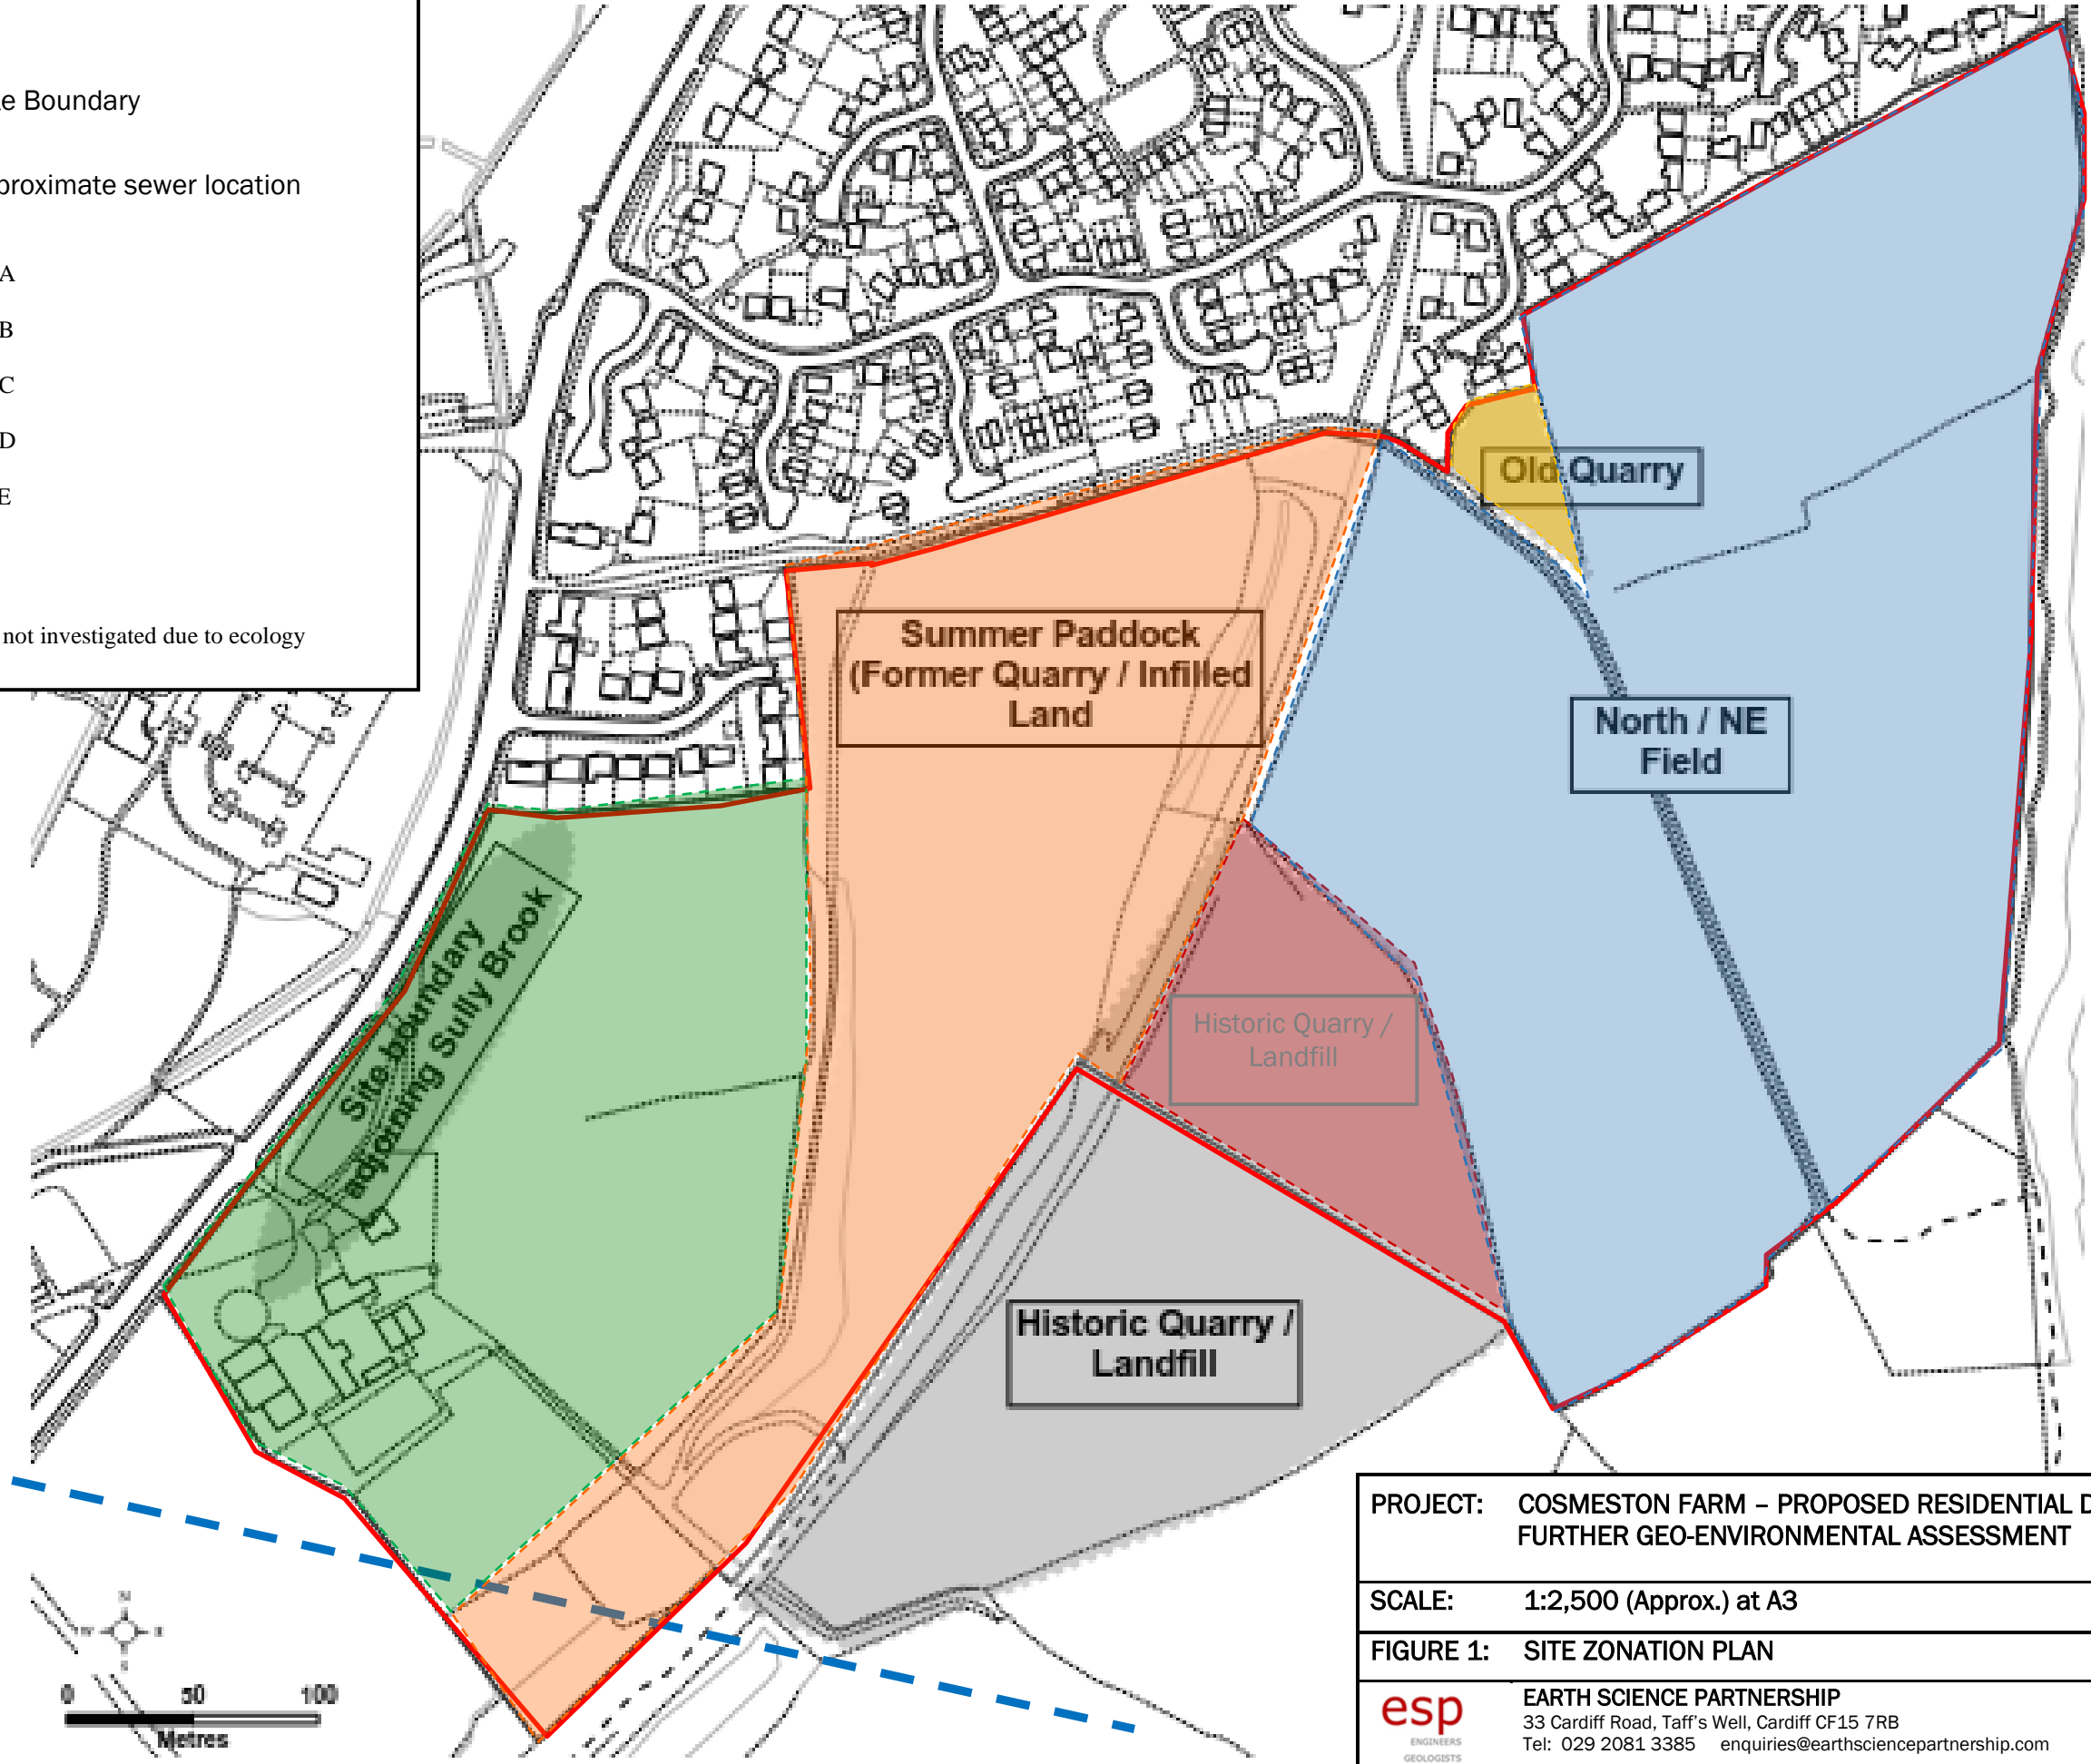 e Boundary
proximate sewer location
A
B
C
D
E
not investigated due to ecology
Old Quarry
Summer Paddock
(Former Quarry / Infilled
Land
North / NE
Field
Site boundary
adjoining Sully Brook
Historic Quarry /
Landfill
Historic Quarry /
Landfill
N
W
E
S
0 50 100
Metres
PROJECT: COSMESTON FARM – PROPOSED RESIDENTIAL D
FURTHER GEO-ENVIRONMENTAL ASSESSMENT
SCALE: 1:2,500 (Approx.) at A3
FIGURE 1: SITE ZONATION PLAN
esp
ENGINEERS
GEOLOGISTS
EARTH SCIENCE PARTNERSHIP
33 Cardiff Road, Taff's Well, Cardiff CF15 7RB
Tel: 029 2081 3385 enquiries@earthsciencepartnership.com